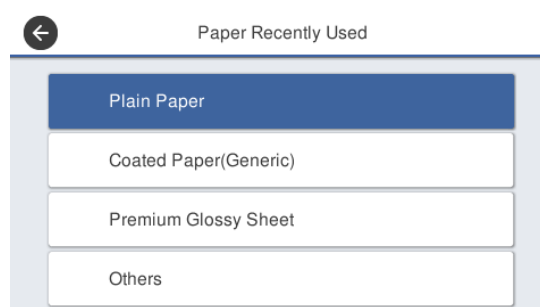 Paper Recently Used
Plain Paper
Coated Paper(Generic)
Premium Glossy Sheet
Others